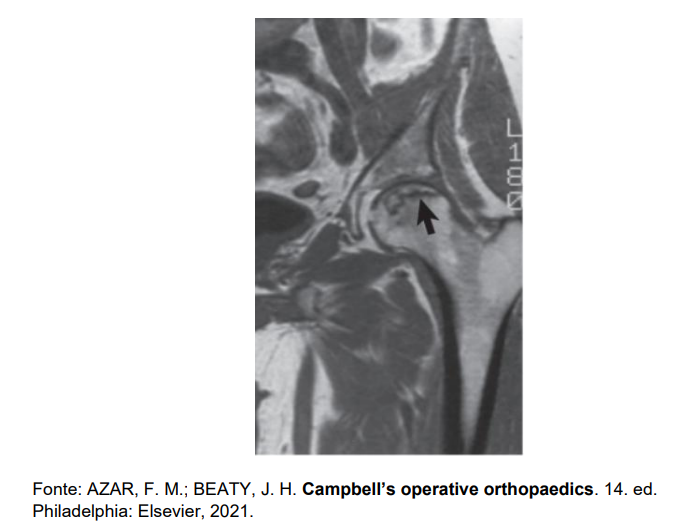 L
1
8
0
Fonte: AZAR, F. M.; BEATY, J. H. Campbell’s operative orthopaedics. 14. ed.
Philadelphia: Elsevier, 2021.